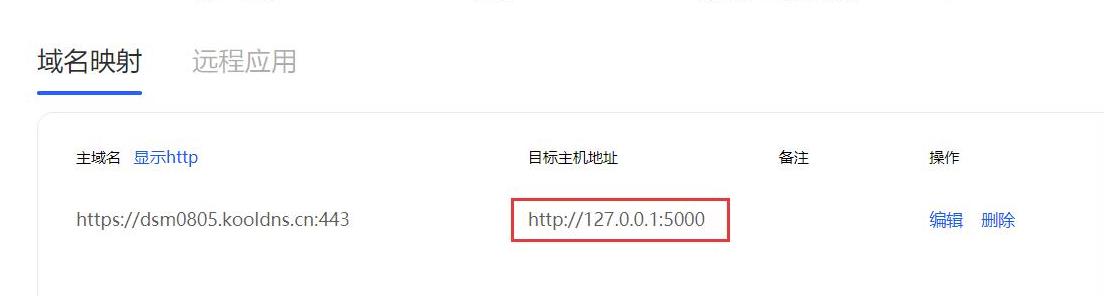 域名映射 远程应用
主域名 显示http 目标主机地址 备注 操作
https://dsm0805.kooldns.cn:443 http://127.0.0.1:5000 编辑 删除